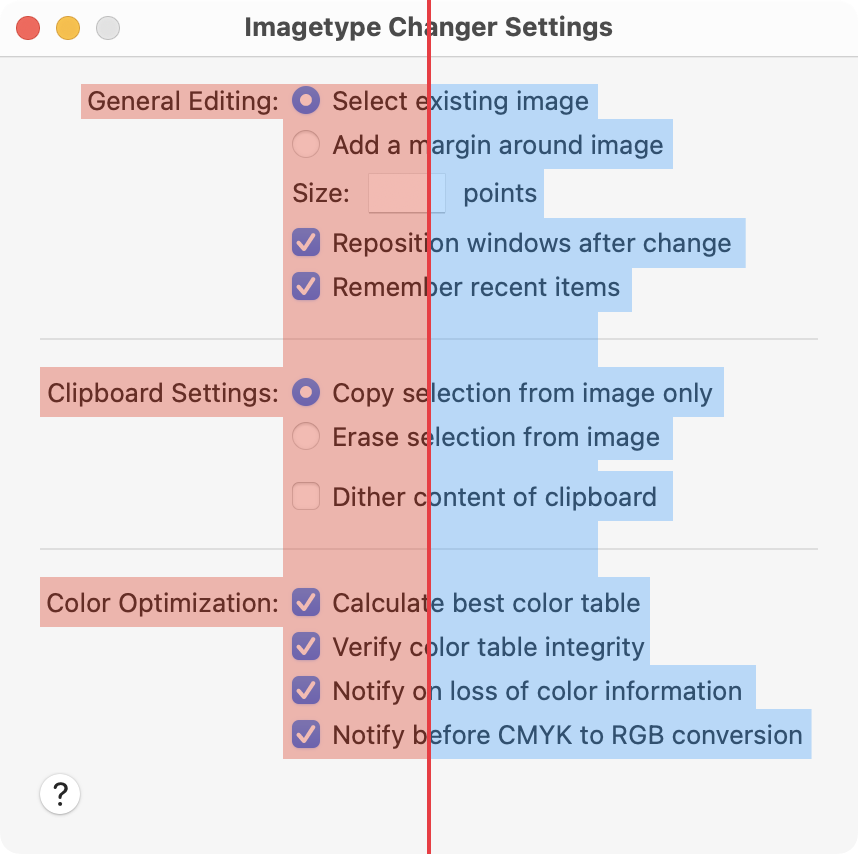 Imagetype Changer Settings
General Editing: Select existing image
Add a margin around image
Size: points
Reposition windows after change
Remember recent items
Clipboard Settings: Copy selection from image only
Erase selection from image
Dither content of clipboard
Color Optimization: Calculate best color table
Verify color table integrity
Notify on loss of color information
Notify before CMYK to RGB conversion
?